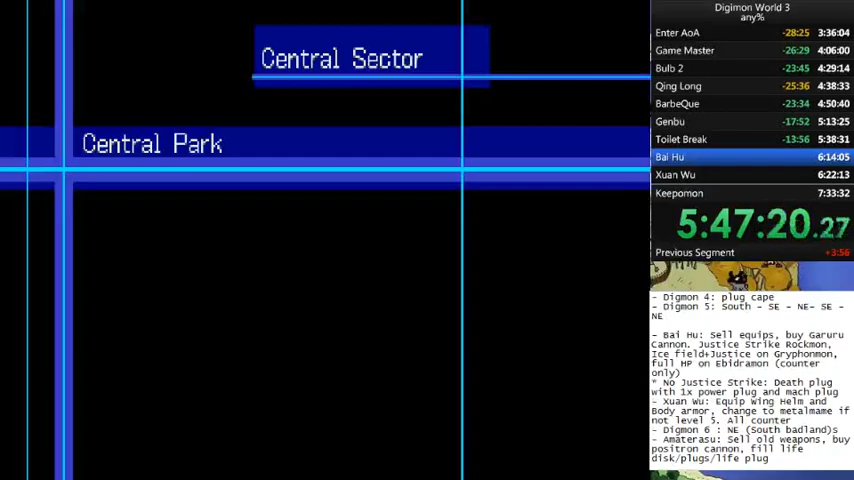 Central Sector
Central Park
Digimon World 3
any%
Enter AoA -28:25 3:36:04
Game Master -26:29 4:06:00
Bulb 2 -23:45 4:29:14
Qing Long -25:36 4:38:33
BarbeQue -23:34 4:50:40
Genbu -17:52 5:13:25
Toilet Break -13:56 5:38:31
Bai Hu 6:14:05
Xuan Wu 6:22:13
Keepomon 7:33:32
5:47:20.27
Previous Segment +3:56
- Digmon 4: plug cape
- Digmon 5: South - SE - NE- SE -
NE
- Bai Hu: Sell equips, buy Garuru
Cannon. Justice Strike Rockmon,
Ice field+Justice on Gryphonmon,
full HP on Ebidramon (counter
only)
* No Justice Strike: Death plug
with 1x power plug and mach plug
- Xuan Wu: Equip Wing Helm and
Body armor, change to metalmame if
not level 5. All counter
- Digmon 6 : NE (South badland)s
- Amaterasu: Sell old weapons, buy
positron cannon, fill life
disk/plugs/life plug